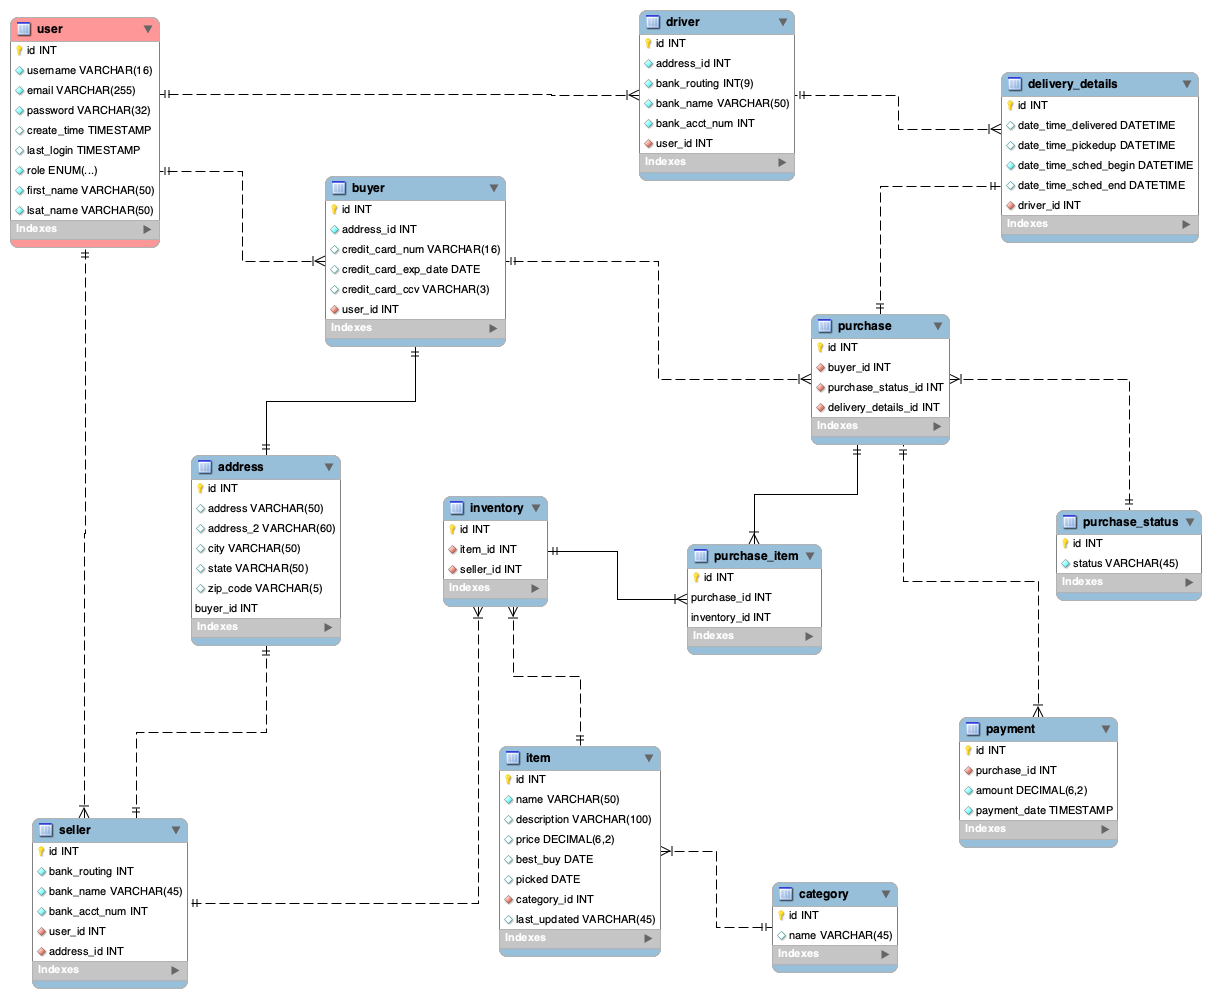 user
id INT
username VARCHAR(16)
email VARCHAR(255)
password VARCHAR(32)
create_time TIMESTAMP
last_login TIMESTAMP
role ENUM(...)
first_name VARCHAR(50)
lsat_name VARCHAR(50)
Indexes
driver
id INT
address_id INT
bank_routing INT(9)
bank_name VARCHAR(50)
bank_acct_num INT
user_id INT
Indexes
delivery_details
id INT
date_time_delivered DATETIME
date_time_pickedup DATETIME
date_time_sched_begin DATETIME
date_time_sched_end DATETIME
driver_id INT
Indexes
buyer
id INT
address_id INT
credit_card_num VARCHAR(16)
credit_card_exp_date DATE
credit_card_ccv VARCHAR(3)
user_id INT
Indexes
purchase
id INT
buyer_id INT
purchase_status_id INT
delivery_details_id INT
Indexes
address
id INT
address VARCHAR(50)
address_2 VARCHAR(60)
city VARCHAR(50)
state VARCHAR(50)
zip_code VARCHAR(5)
buyer_id INT
Indexes
inventory
id INT
item_id INT
seller_id INT
Indexes
purchase_item
id INT
purchase_id INT
inventory_id INT
Indexes
purchase_status
id INT
status VARCHAR(45)
Indexes
payment
id INT
purchase_id INT
amount DECIMAL(6,2)
payment_date TIMESTAMP
Indexes
item
id INT
name VARCHAR(50)
description VARCHAR(100)
price DECIMAL(6,2)
best_buy DATE
picked DATE
category_id INT
last_updated VARCHAR(45)
Indexes
seller
id INT
bank_routing INT
bank_name VARCHAR(45)
bank_acct_num INT
user_id INT
address_id INT
Indexes
category
id INT
name VARCHAR(45)
Indexes